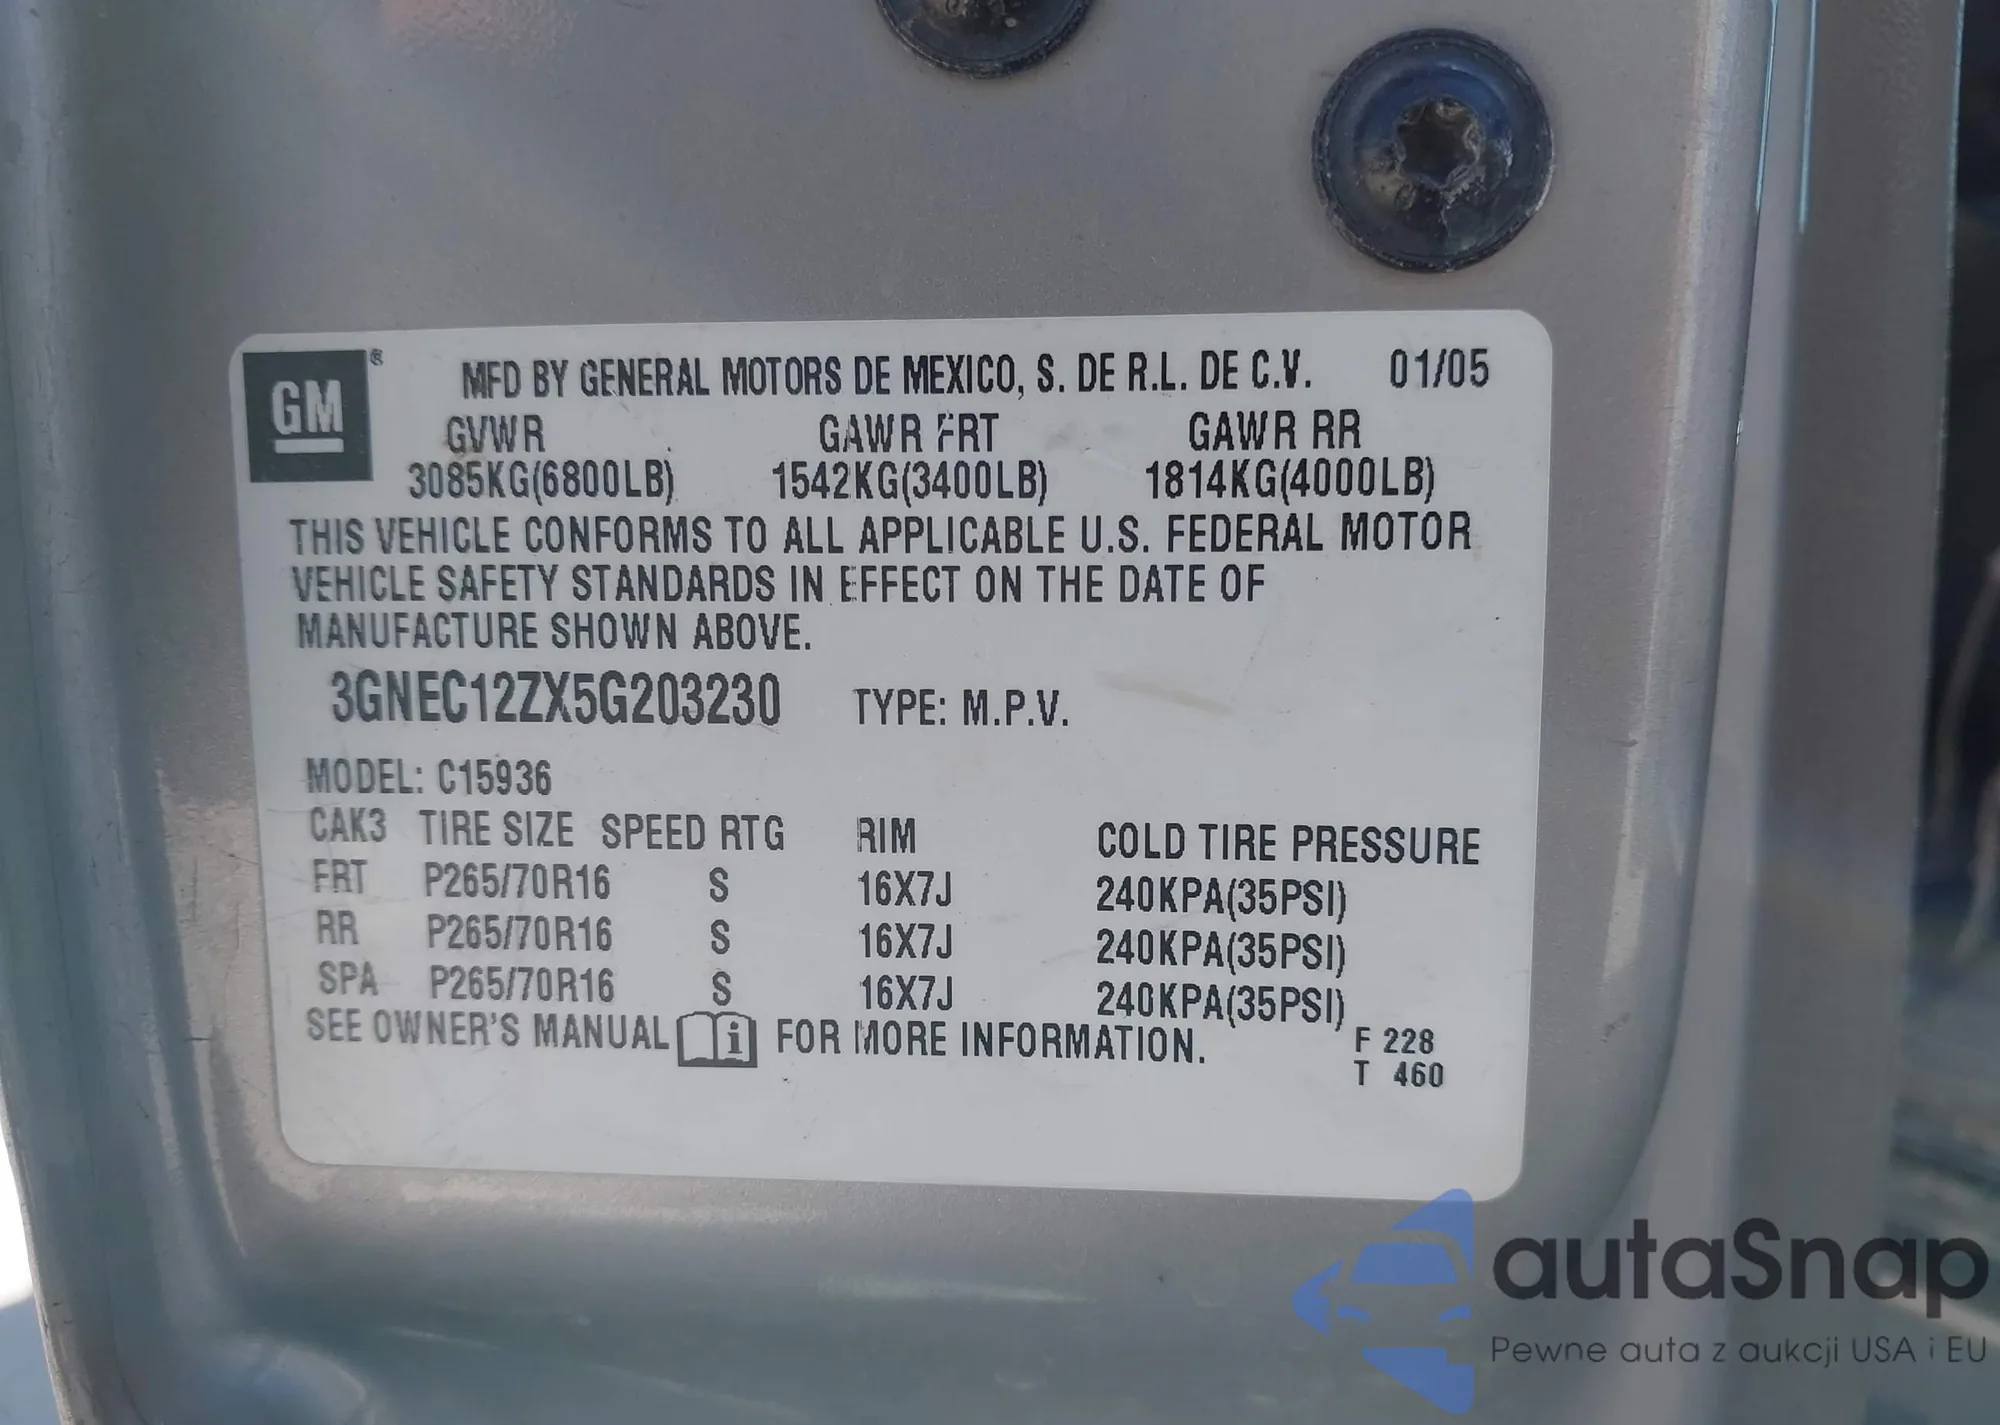 GM®
MFD BY GENERAL MOTORS DE MEXICO, S. DE R.L. DE C.V. 01/05
GVWR GAWR FRT GAWR RR
3085KG(6800LB) 1542KG(3400LB) 1814KG(4000LB)
THIS VEHICLE CONFORMS TO ALL APPLICABLE U.S. FEDERAL MOTOR
VEHICLE SAFETY STANDARDS IN EFFECT ON THE DATE OF
MANUFACTURE SHOWN ABOVE.
3GNEC12ZX5G203230 TYPE: M.P.V.
MODEL: C15936
CAK3 TIRE SIZE SPEED RTG RIM COLD TIRE PRESSURE
FRT P265/70R16 S 16X7J 240KPA(35PSI)
RR P265/70R16 S 16X7J 240KPA(35PSI)
SPA P265/70R16 S 16X7J 240KPA(35PSI)
SEE OWNER'S MANUAL i FOR MORE INFORMATION.
F 228
T 460
autaSnap
Pewne auta z aukcji USA i EU